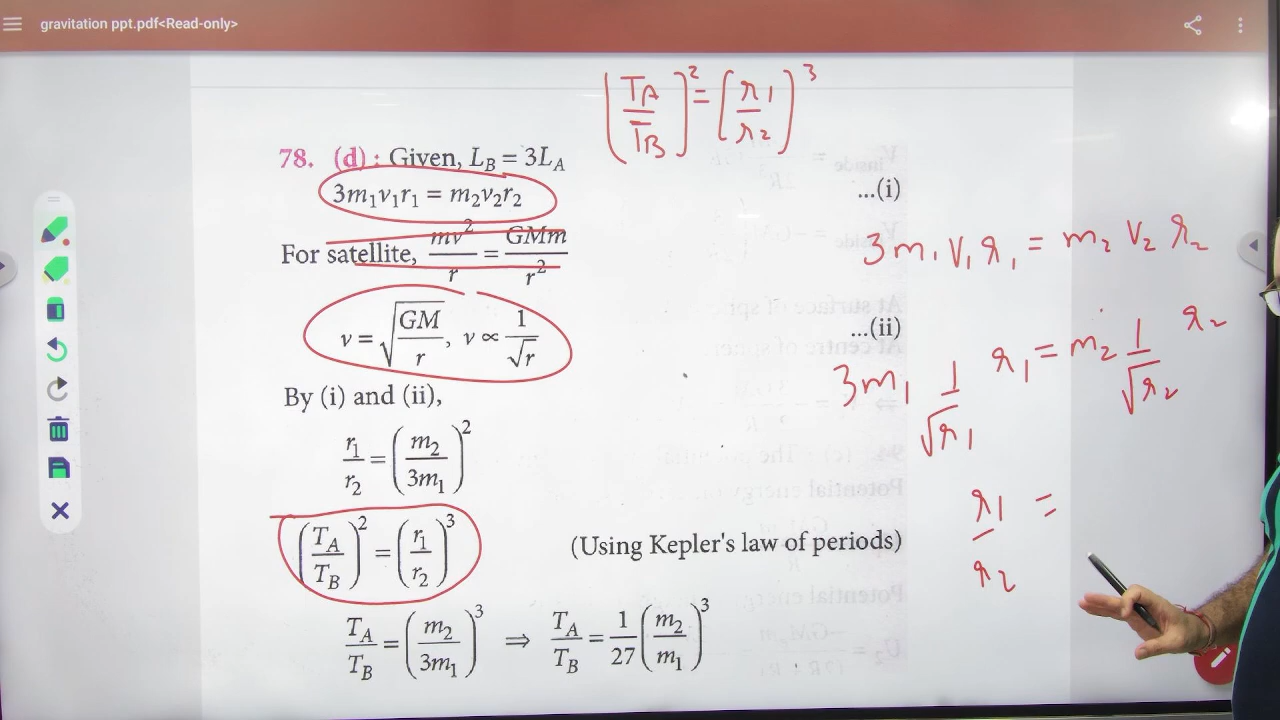 gravitation ppt.pdf<Read-only>
(T_A/T_B)^2 = (r_1/r_2)^3
78. (d) : Given, L_B = 3L_A
3m_1v_1r_1 = m_2v_2r_2 ...(i)
For satellite, mv^2/r = GMm/r^2
v = √(GM/r), v ∝ 1/√r ...(ii)
By (i) and (ii),
r_1/r_2 = (m_2/3m_1)^2
(T_A/T_B)^2 = (r_1/r_2)^3 (Using Kepler's law of periods)
T_A/T_B = (m_2/3m_1)^3 ⇒ T_A/T_B = 1/27 (m_2/m_1)^3
3m_1 v_1 r_1 = m_2 v_2 r_2
3m_1 1/√r_1 r_1 = m_2 1/√r_2 r_2
r_1/r_2 =